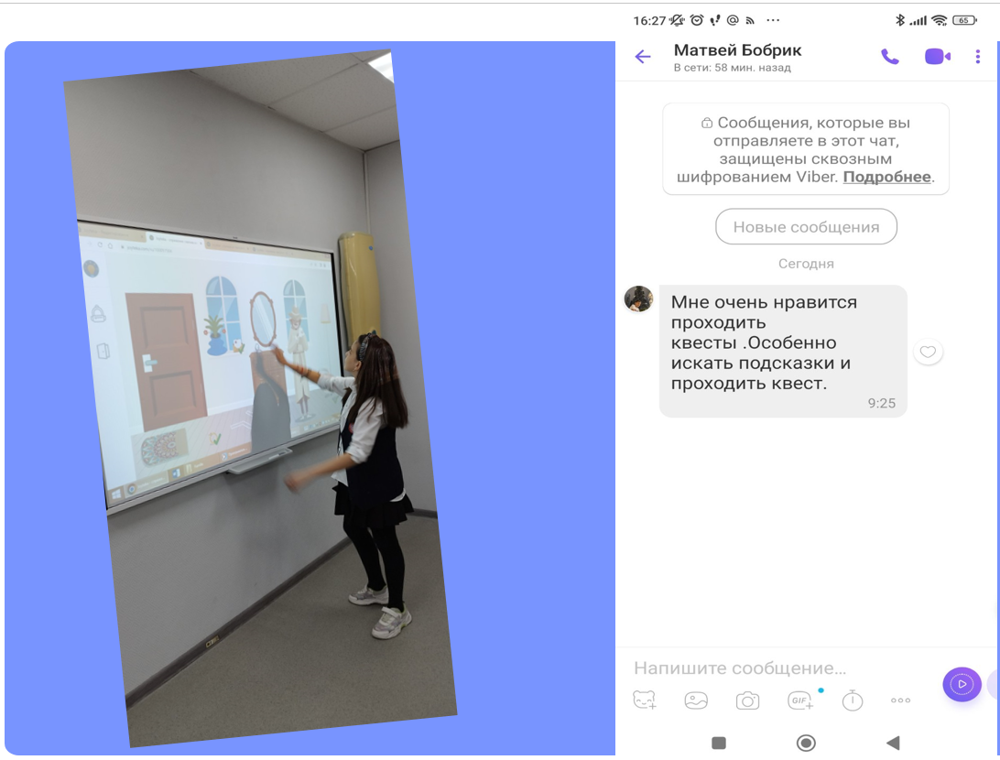 16:27
65
Матвей Бобрик
В сети: 58 мин. назад
Сообщения, которые вы
отправляете в этот чат,
защищены сквозным
шифрованием Viber. Подробнее.
Новые сообщения
Сегодня
Мне очень нравится
проходить
квесты .Особенно
искать подсказки и
проходить квест.
9:25
Напишите сообщение...
GIF